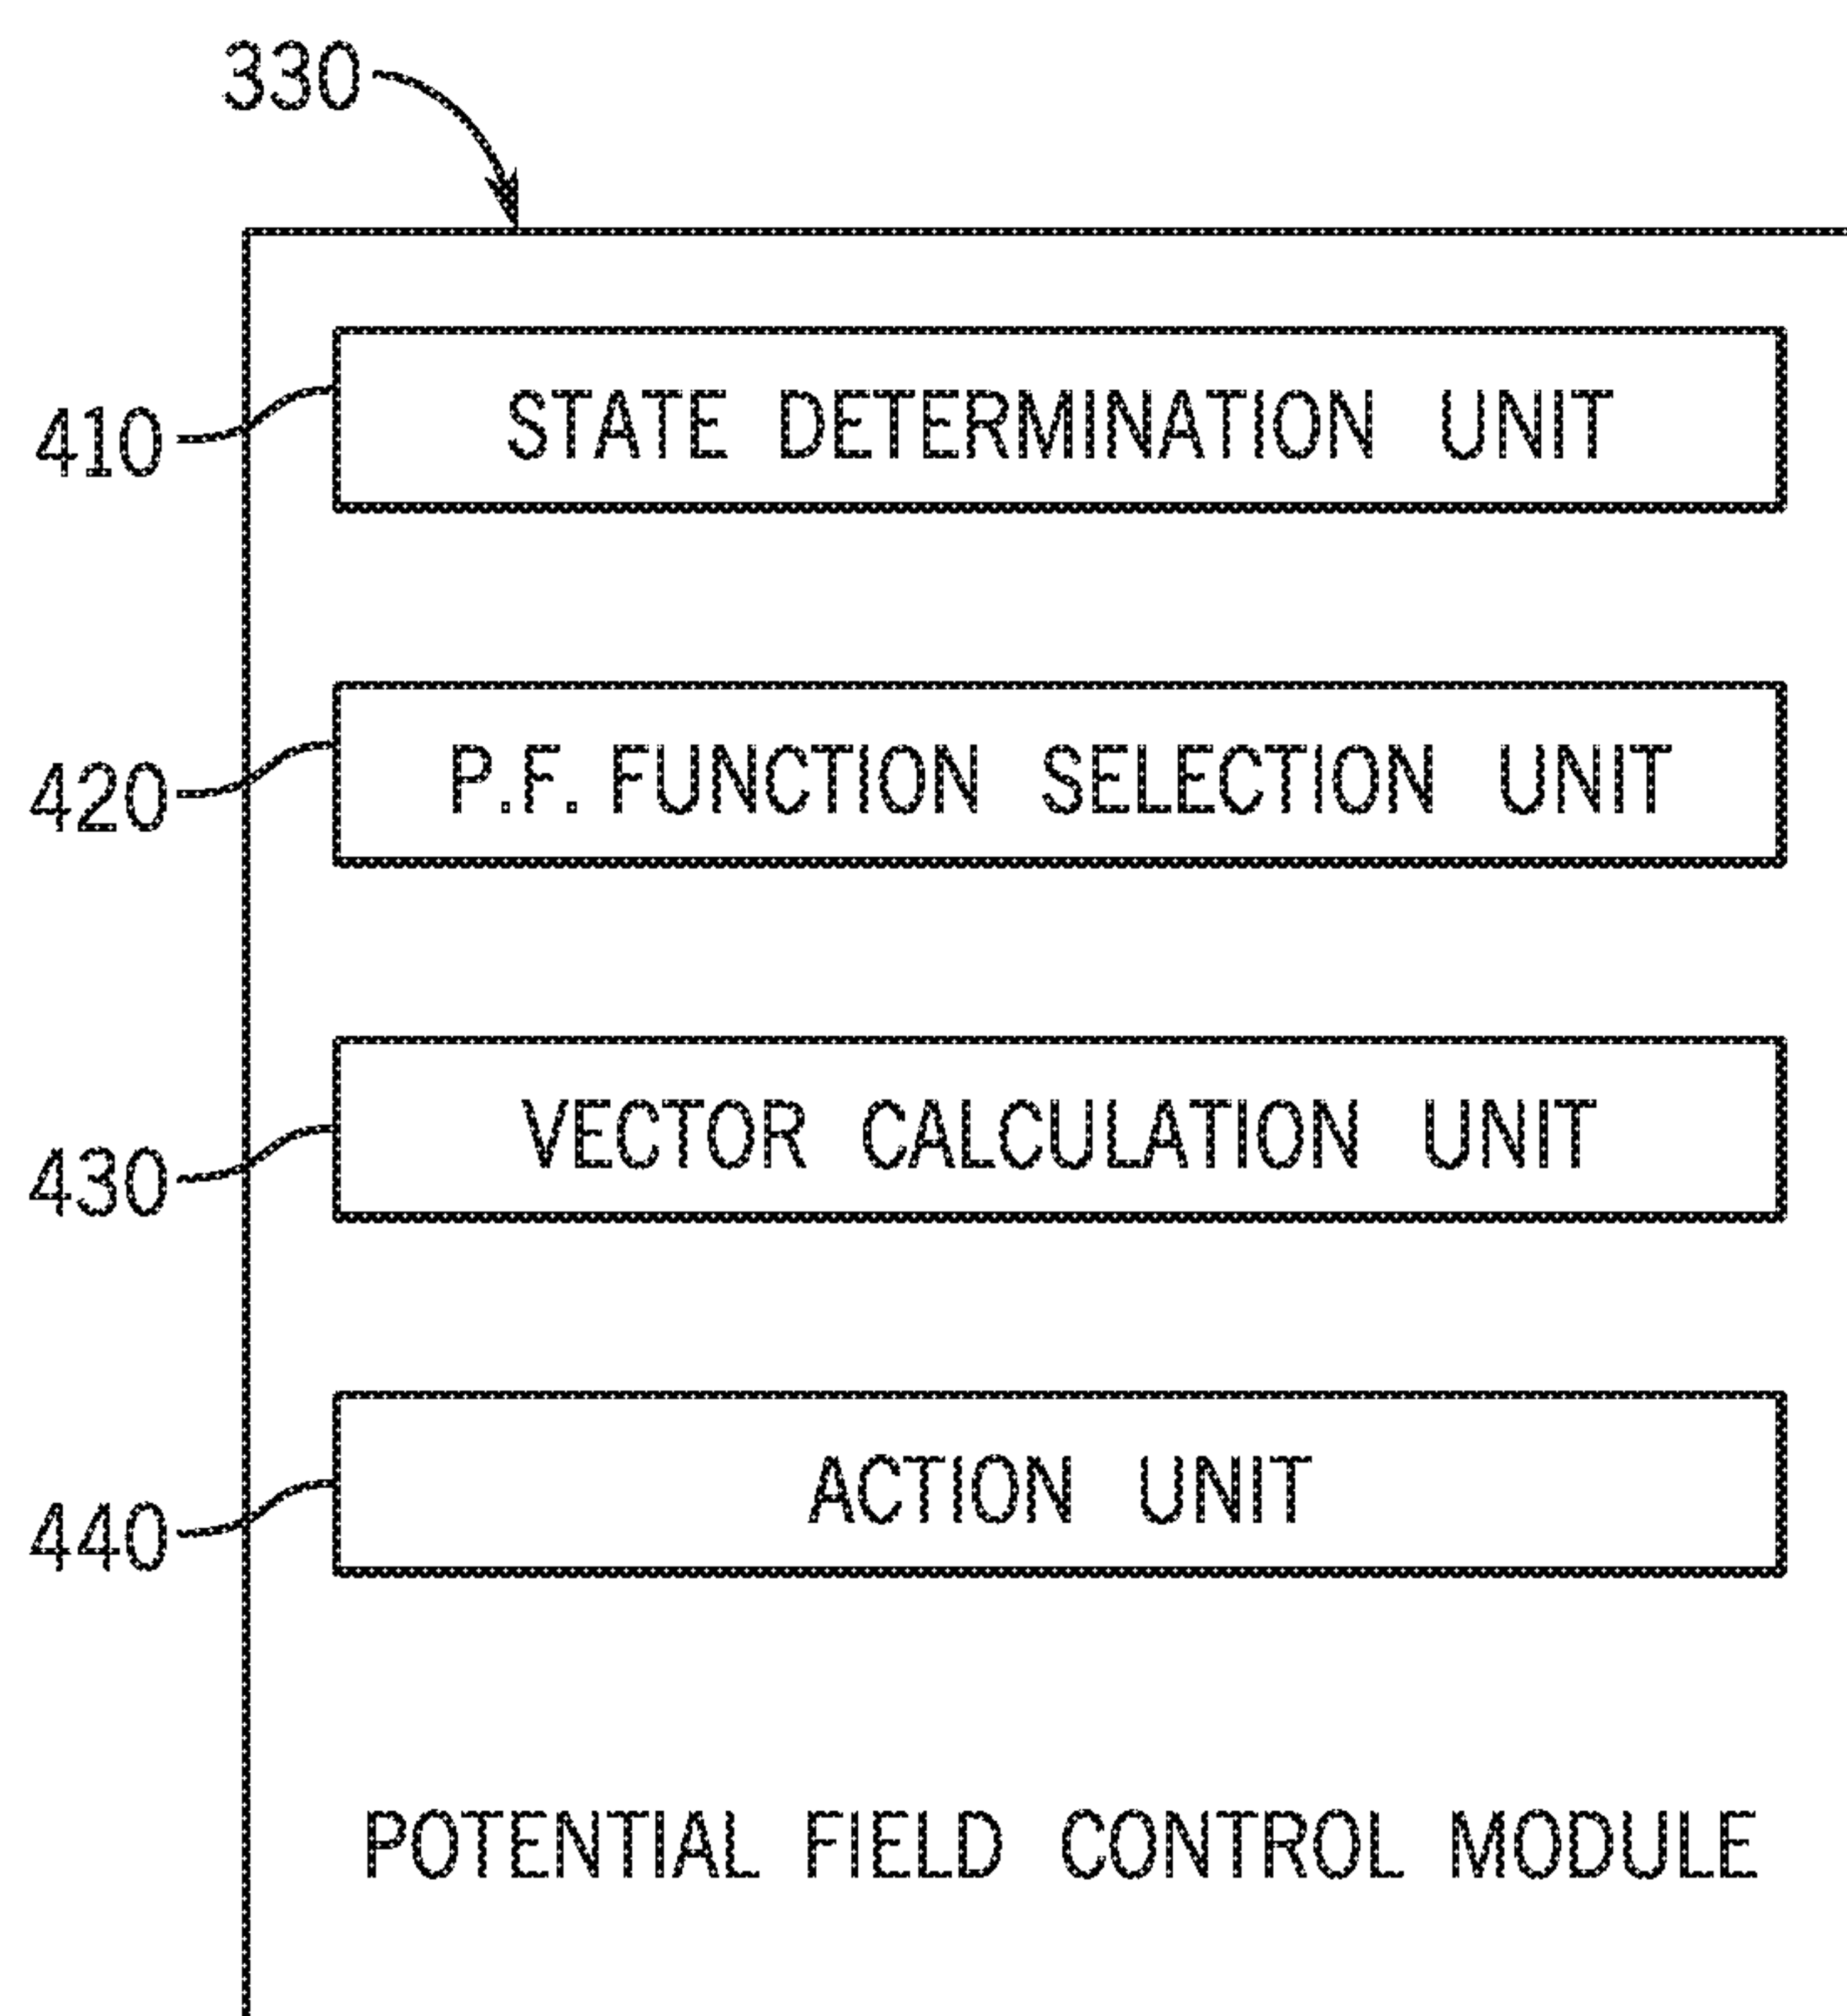 330
410
STATE DETERMINATION UNIT
420
P.F. FUNCTION SELECTION UNIT
430
VECTOR CALCULATION UNIT
440
ACTION UNIT
POTENTIAL FIELD CONTROL MODULE